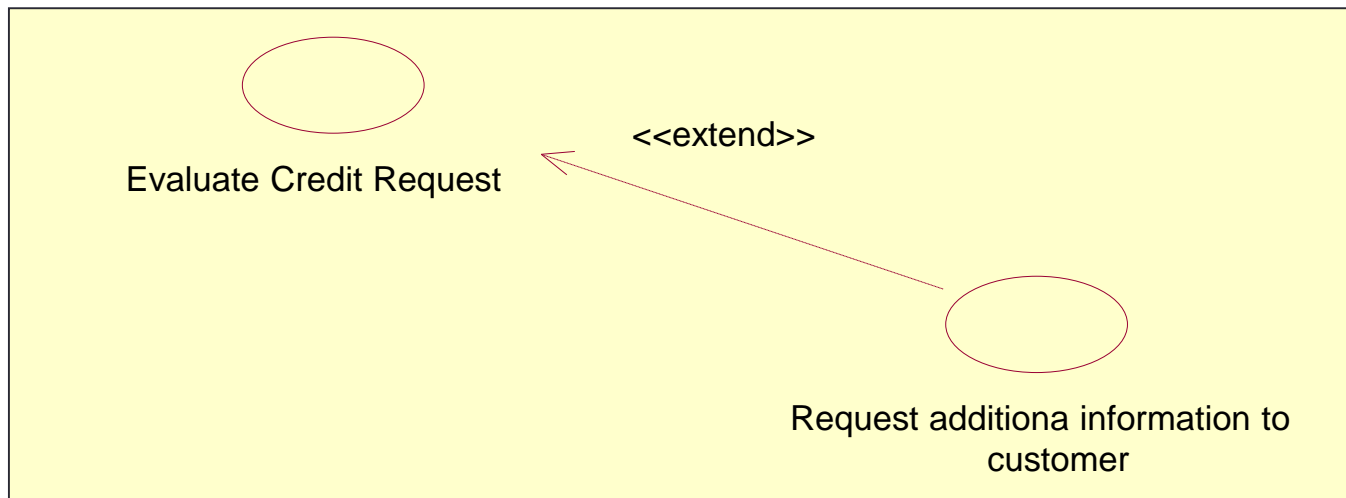 <<extend>>
Evaluate Credit Request
Request additiona information to
customer